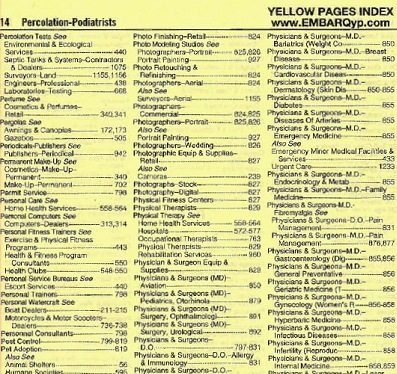 YELLOW PAGES INDEX
14 Percolation-Podiatrists
www.EMBARQyp.com
Percolation Tests See
Environmental & Ecological
Services 440
Septic Tanks & Systems-Contractors
& Dealers 1075
Surveyors-Land 1155,1156
Engineers-Professional 438
Laboratories-Testing 668
Perfume See
Cosmetics & Perfumes-
Retail 340,341
Pergolas See
Awnings & Canopies 172,173
Gazebos 505
Periodicals-Publishers See
Publishers-Periodical 942
Permanent Make-Up See
Cosmetics-Make-Up-
Permanent 340
Make-Up-Permanent 702
Permit Service 798
Personal Care See
Home Health Services 558-564
Personal Computers See
Computers-Dealers 313,314
Personal Fitness Trainers See
Exercise & Physical Fitness
Programs 443
Health & Fitness Program
Consultants 550
Health Clubs 548-550
Personal Service Bureaus See
Escort Services 440
Personal Trainers 798
Personal Watercraft See
Boat Dealers 211-215
Motorcycles & Motor Scooters-
Dealers 736-738
Personnel Consultants 798
Pest Control 799-819
Pet Adoption 819
Also See
Animal Shelters 56
Humane Societies 595
Photo Finishing-Retail 824
Photo Modeling Studios See
Photographers-Portrait 825,826
Portrait Painting 927
Photo Retouching &
Refinishing 824
Photographers-Aerial 824
Also See
Surveyors-Aerial 1155
Photographers-
Commercial 824,825
Photographers-Portrait 825,826
Also See
Portrait Painting 927
Photographers-Wedding 826
Photographic Equip & Supplies-
Retail 827
Also See
Cameras 239
Photographs-Stock 827
Photography-Digital 827
Physical Fitness Centers 827
Physical Therapists 829
Physical Therapy See
Home Health Services 558-564
Hospitals 572-577
Occupational Therapists 763
Physical Therapists 829
Rehabilitation Services 960
Physician & Surgeon Equip &
Supplies 829
Physicians & Surgeons (MD)-
Aviation 850
Physicians & Surgeons (MD)-
Pediatrics, Otorhinola 879
Physicians & Surgeons (MD)-
Surgery, Ophthalmologi 891
Physicians & Surgeons (MD)-
Surgery, Urological 892
Physicians & Surgeons-
D.O. 797-831
Physicians & Surgeons-D.O.-Allergy
& Immunology 831
Physicians & Surgeons-D.O.-
Physicians & Surgeons-M.D.-
Bariatrics (Weight Co 850
Physicians & Surgeons-M.D.-Breast
Disease 850
Physicians & Surgeons-M.D.-
Cardiovascular Diseas 850
Physicians & Surgeons-M.D.-
Dermatology (Skin Dis 850-855
Physicians & Surgeons-M.D.-
Diabetes 855
Physicians & Surgeons-M.D.-
Diseases Of Arteries 855
Physicians & Surgeons-M.D.-
Emergency Medicine 855
Also See
Emergency Minor Medical Facilities &
Services 433
Urgent Care 1233
Physicians & Surgeons-M.D.-
Endocrinology & Metab 855
Physicians & Surgeons-M.D.-Family
Medicine 855
Physicians & Surgeons-M.D.-
Fibromyalgia See
Physicians & Surgeons-D.O.-Pain
Management 831
Physicians & Surgeons-M.D.-Pain
Management 876,877
Physicians & Surgeons-M.D.-
Gastroenterology (Dig 855,856
Physicians & Surgeons-M.D.-
General Preventative 856
Physicians & Surgeons-M.D.-
Geriatric Medicine (T 856
Physicians & Surgeons-M.D.-
Gynecology (Women's R 856-858
Physicians & Surgeons-M.D.-
Hyperbaric Medicine 858
Physicians & Surgeons-M.D.-
Infectious Diseases 858
Physicians & Surgeons-M.D.-
Infertility (Reproduc 858
Physicians & Surgeons-M.D.-
Internal Medicine 858,859
Physicians & Surgeons-M.D.-Laser